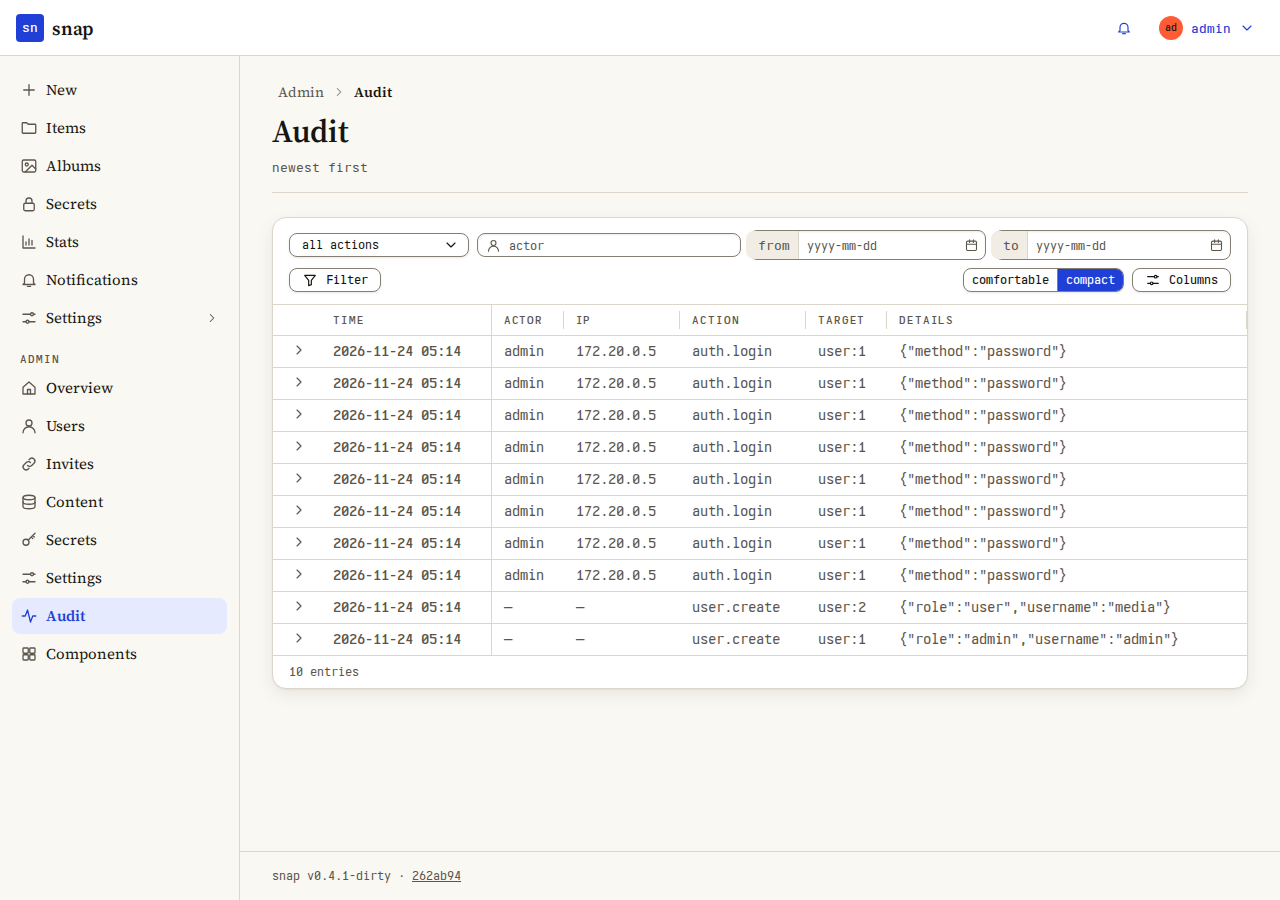 sn snap
ad admin
New
Items
Albums
Secrets
Stats
Notifications
Settings
ADMIN
Overview
Users
Invites
Content
Secrets
Settings
Audit
Components
Admin Audit
Audit
newest first
all actions actor from yyyy-mm-dd to yyyy-mm-dd
Filter comfortable compact Columns
TIME ACTOR IP ACTION TARGET DETAILS
2026-11-24 05:14 admin 172.20.0.5 auth.login user:1 {"method":"password"}
2026-11-24 05:14 admin 172.20.0.5 auth.login user:1 {"method":"password"}
2026-11-24 05:14 admin 172.20.0.5 auth.login user:1 {"method":"password"}
2026-11-24 05:14 admin 172.20.0.5 auth.login user:1 {"method":"password"}
2026-11-24 05:14 admin 172.20.0.5 auth.login user:1 {"method":"password"}
2026-11-24 05:14 admin 172.20.0.5 auth.login user:1 {"method":"password"}
2026-11-24 05:14 admin 172.20.0.5 auth.login user:1 {"method":"password"}
2026-11-24 05:14 admin 172.20.0.5 auth.login user:1 {"method":"password"}
2026-11-24 05:14 — — user.create user:2 {"role":"user","username":"media"}
2026-11-24 05:14 — — user.create user:1 {"role":"admin","username":"admin"}
10 entries
snap v0.4.1-dirty · 262ab94